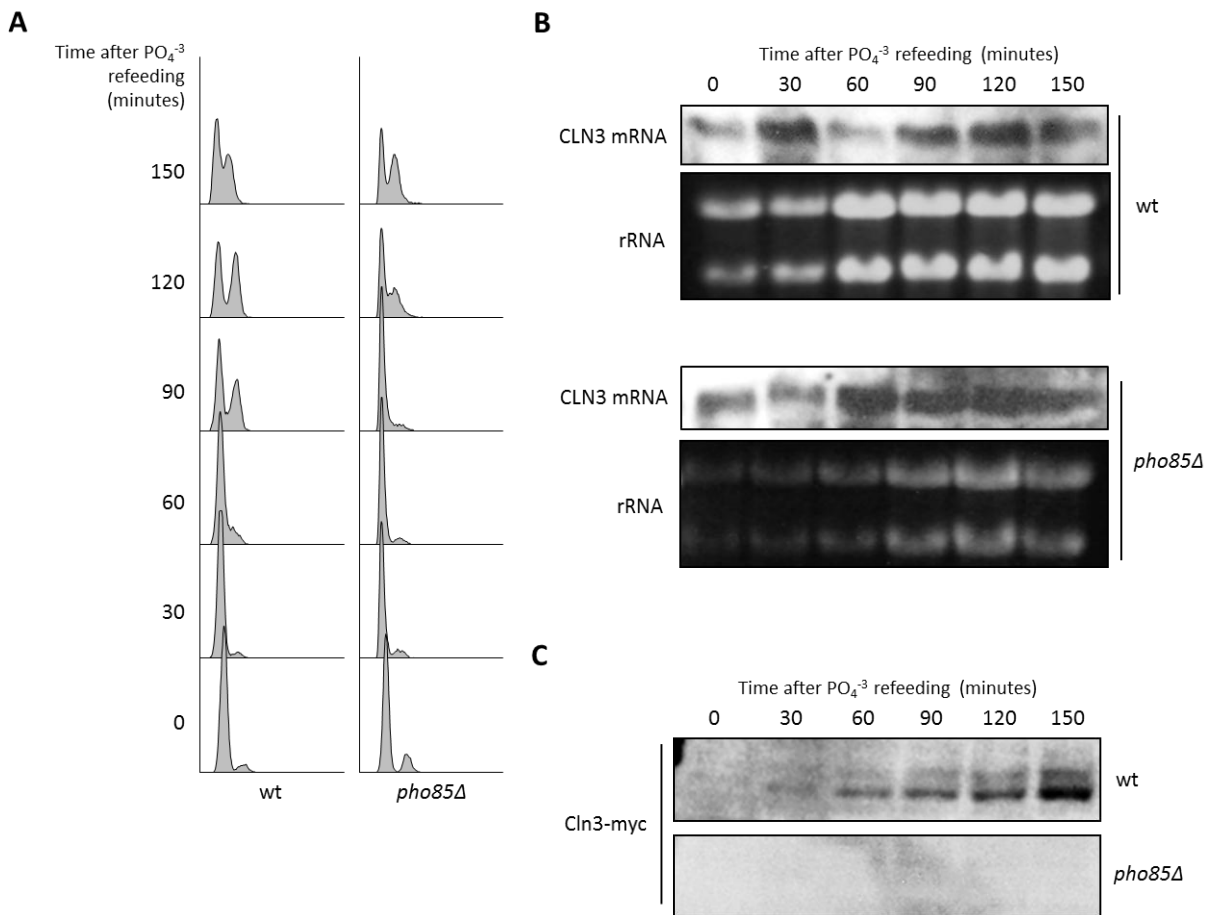 A
Time after PO₄⁻³
refeeding
(minutes)
150
120
90
60
30
0
wt
pho85Δ
B
Time after PO₄⁻³ refeeding (minutes)
0 30 60 90 120 150
CLN3 mRNA
rRNA
wt
CLN3 mRNA
rRNA
pho85Δ
C
Time after PO₄⁻³ refeeding (minutes)
0 30 60 90 120 150
Cln3-myc
wt
pho85Δ